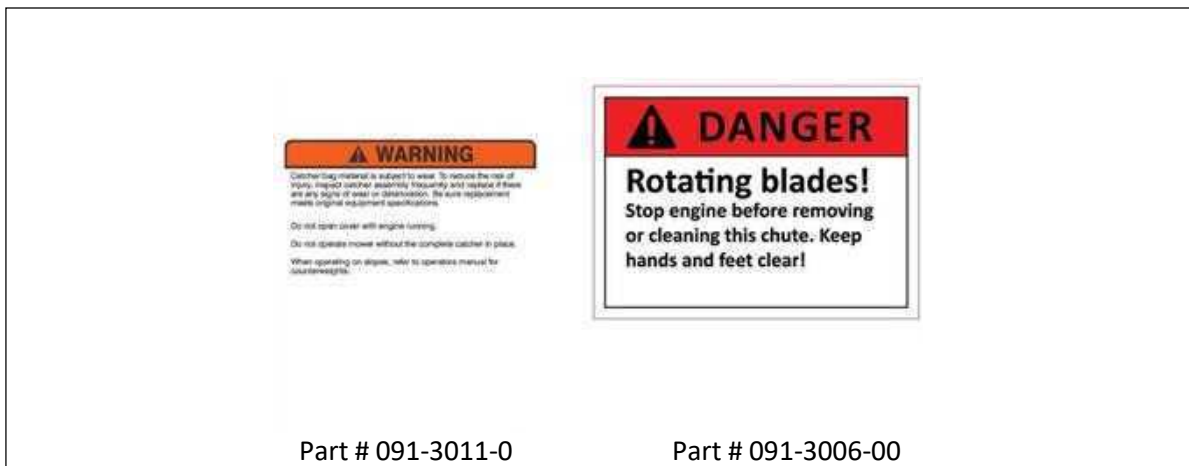 WARNING
Catcher bag material is subject to wear. To reduce the risk of
injury, inspect catcher assembly frequently and replace if there
are any signs of wear or deterioration. Be sure replacement
meets original equipment specifications.
Do not open cover with engine running.
Do not operate mower without the complete catcher in place.
When operating on slopes, refer to operators manual for
counterweights.
DANGER
Rotating blades!
Stop engine before removing
or cleaning this chute. Keep
hands and feet clear!
Part # 091-3011-0
Part # 091-3006-00